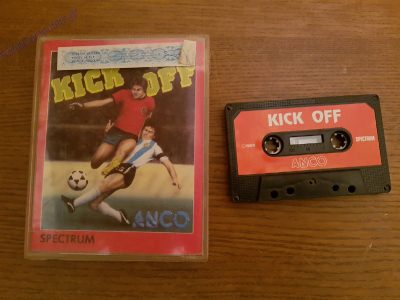 KICK OFF
ANCO
SPECTRUM
KICK OFF
SPECTRUM
ANCO